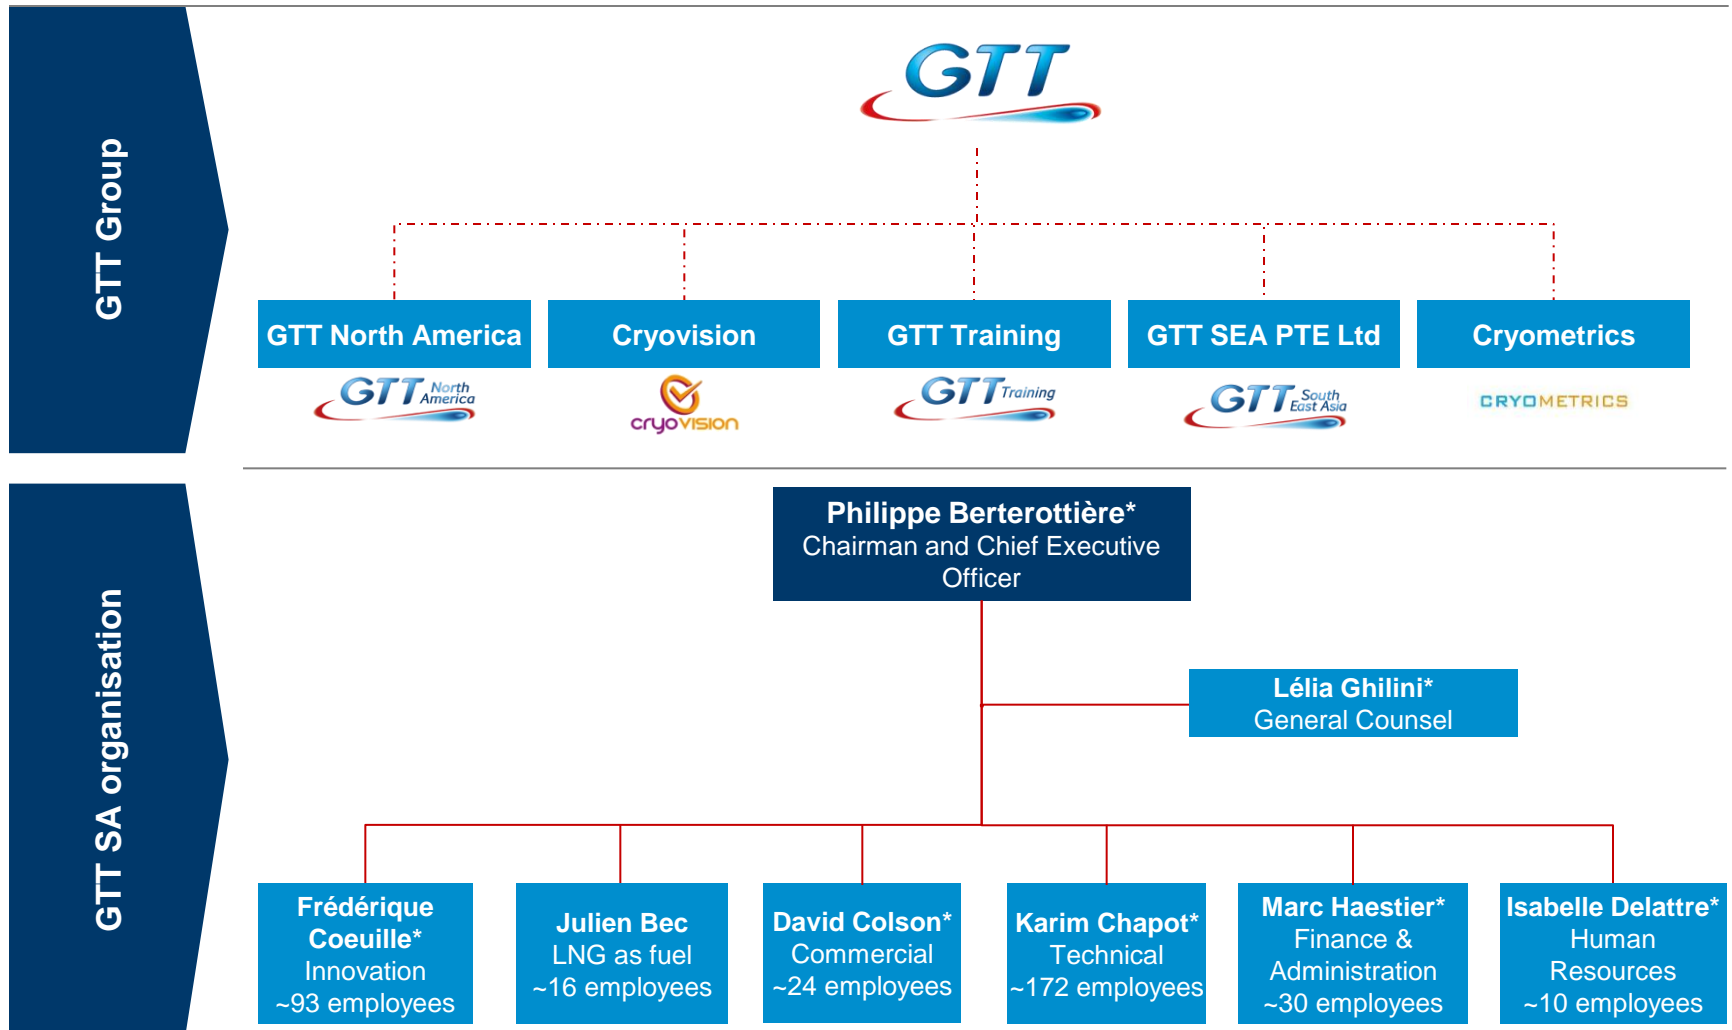 GTT Group
GTT
GTT North America
Cryovision
GTT Training
GTT SEA PTE Ltd
Cryometrics
GTT North
America
cryovision
GTT Training
GTT South
East Asia
CRYOMETRICS
GTT SA organisation
Philippe Berterottière*
Chairman and Chief Executive
Officer
Lélia Ghilini*
General Counsel
Frédérique
Coeuille*
Innovation
~93 employees
Julien Bec
LNG as fuel
~16 employees
David Colson*
Commercial
~24 employees
Karim Chapot*
Technical
~172 employees
Marc Haestier*
Finance &
Administration
~30 employees
Isabelle Delattre*
Human
Resources
~10 employees